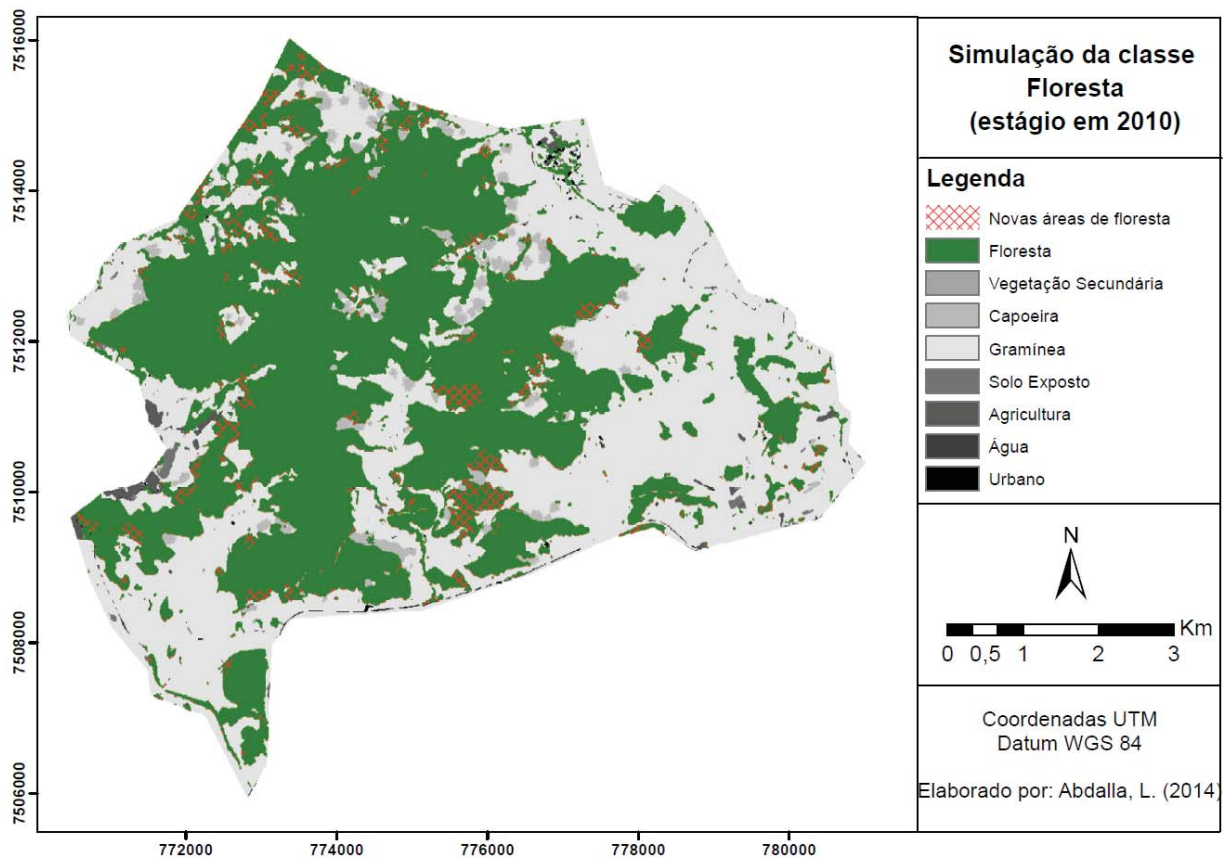 Simulação da classe
Floresta
(estágio em 2010)
Legenda
Novas áreas de floresta
Floresta
Vegetação Secundária
Capoeira
Gramínea
Solo Exposto
Agricultura
Água
Urbano
N
Km
0 0,5 1 2 3
Coordenadas UTM
Datum WGS 84
Elaborado por: Abdalla, L. (2014)
7516000
7514000
7512000
7510000
7508000
7506000
772000 774000 776000 778000 780000